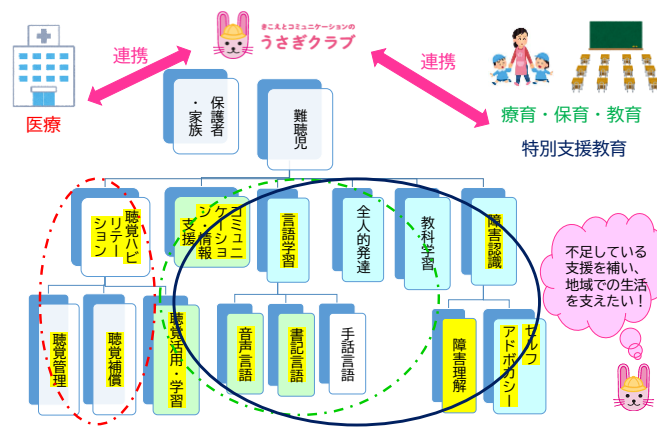 きこえとコミュニケーションの
うさぎクラブ
連携
連携
医療
療育・保育・教育
特別支援教育
保護者
・家族
難聴児
聴覚ハビ
リテー
ション
コミュニ
ケーショ
ン・情報
支援
言語学習
全人的発達
教科学習
障害認識
聴覚管理
聴覚補償
聴覚活用・学習
音声言語
書記言語
手話言語
障害理解
セルフ
アドボカシー
不足している
支援を補い、
地域での生活
を支えたい！